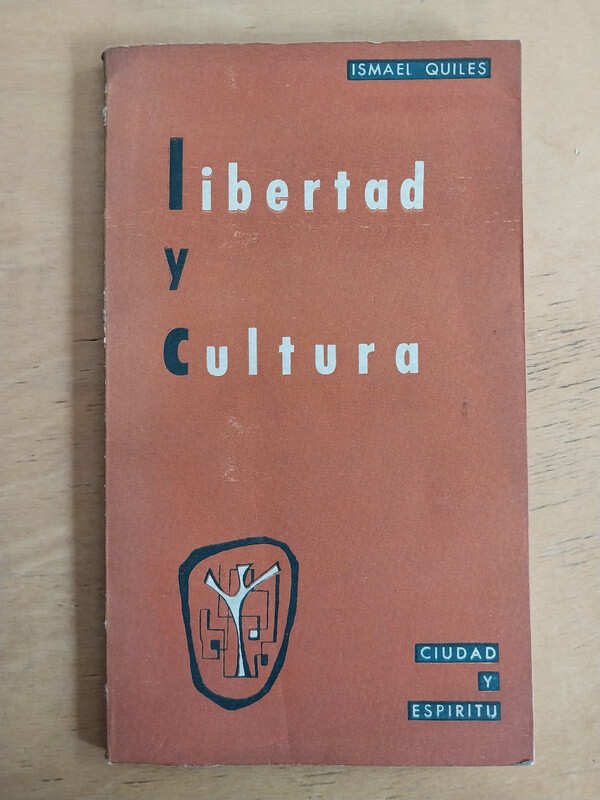 ISMAEL QUILES
libertad
y
cultura
CIUDAD
Y
ESPIRITU